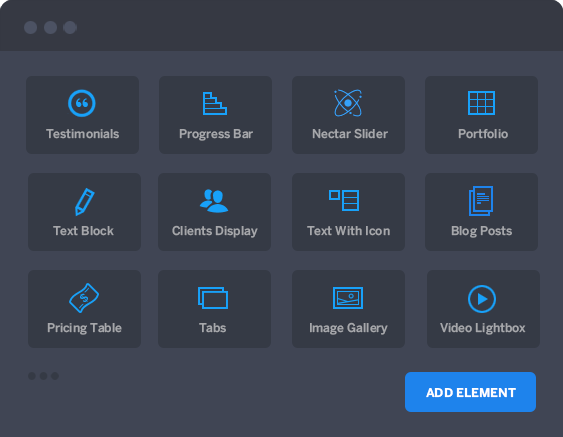 Testimonials
Progress Bar
Nectar Slider
Portfolio
Text Block
Clients Display
Text With Icon
Blog Posts
Pricing Table
Tabs
Image Gallery
Video Lightbox
ADD ELEMENT